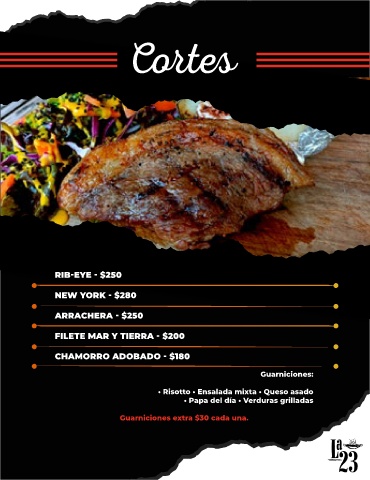 Cortes
RIB-EYE - $250
NEW YORK - $280
ARRACHERA - $250
FILETE MAR Y TIERRA - $200
CHAMORRO ADOBADO - $180
Guarniciones:
• Risotto • Ensalada mixta • Queso asado
• Papa del día • Verduras grilladas
Guarniciones extra $30 cada una.
La
23